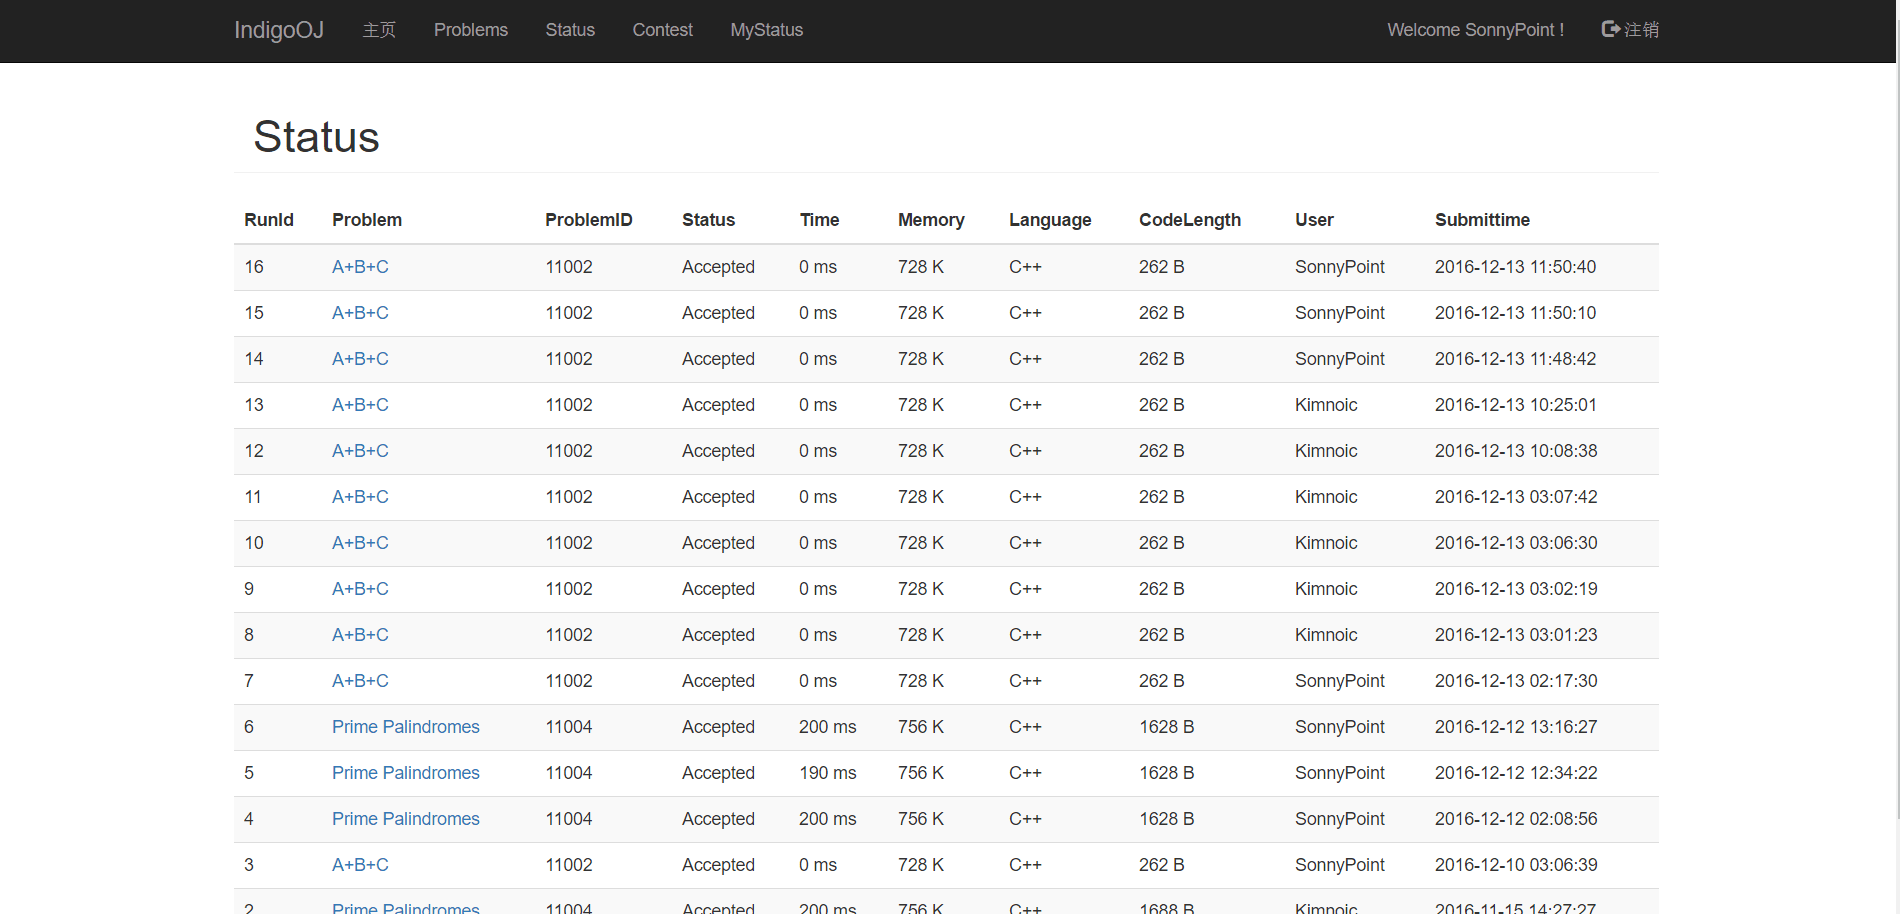 IndigoOJ 主页 Problems Status Contest MyStatus Welcome SonnyPoint ! 注销
Status
RunId Problem ProblemID Status Time Memory Language CodeLength User Submittime
16 A+B+C 11002 Accepted 0 ms 728 K C++ 262 B SonnyPoint 2016-12-13 11:50:40
15 A+B+C 11002 Accepted 0 ms 728 K C++ 262 B SonnyPoint 2016-12-13 11:50:10
14 A+B+C 11002 Accepted 0 ms 728 K C++ 262 B SonnyPoint 2016-12-13 11:48:42
13 A+B+C 11002 Accepted 0 ms 728 K C++ 262 B Kimnoic 2016-12-13 10:25:01
12 A+B+C 11002 Accepted 0 ms 728 K C++ 262 B Kimnoic 2016-12-13 10:08:38
11 A+B+C 11002 Accepted 0 ms 728 K C++ 262 B Kimnoic 2016-12-13 03:07:42
10 A+B+C 11002 Accepted 0 ms 728 K C++ 262 B Kimnoic 2016-12-13 03:06:30
9 A+B+C 11002 Accepted 0 ms 728 K C++ 262 B Kimnoic 2016-12-13 03:02:19
8 A+B+C 11002 Accepted 0 ms 728 K C++ 262 B Kimnoic 2016-12-13 03:01:23
7 A+B+C 11002 Accepted 0 ms 728 K C++ 262 B SonnyPoint 2016-12-13 02:17:30
6 Prime Palindromes 11004 Accepted 200 ms 756 K C++ 1628 B SonnyPoint 2016-12-12 13:16:27
5 Prime Palindromes 11004 Accepted 190 ms 756 K C++ 1628 B SonnyPoint 2016-12-12 12:34:22
4 Prime Palindromes 11004 Accepted 200 ms 756 K C++ 1628 B SonnyPoint 2016-12-12 02:08:56
3 A+B+C 11002 Accepted 0 ms 728 K C++ 262 B SonnyPoint 2016-12-10 03:06:39
2 Prime Palindromes 11004 Accepted 200 ms 756 K C++ 1688 B Kimnoic 2016-11-15 14:27:27